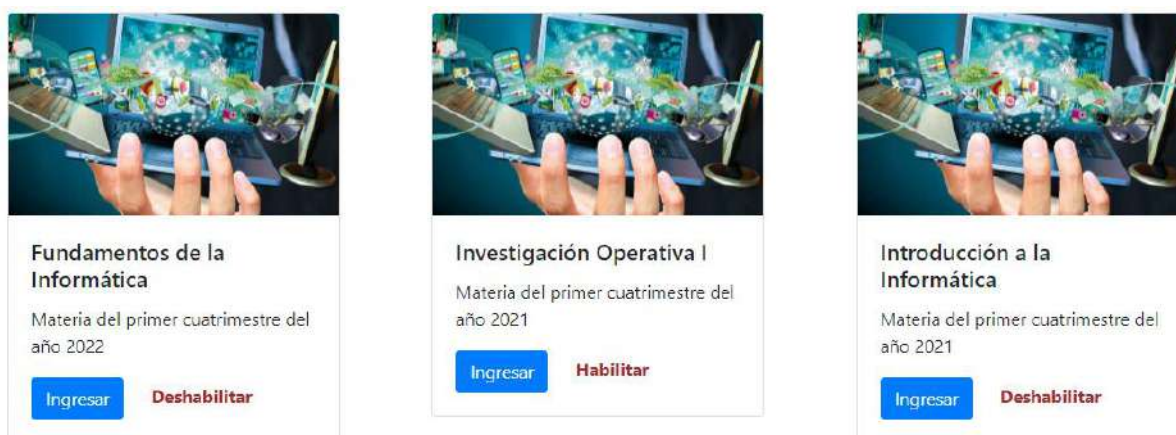 Fundamentos de la
Informática
Materia del primer cuatrimestre del
año 2022
Ingresar Deshabilitar
Investigación Operativa I
Materia del primer cuatrimestre del
año 2021
Ingresar Habilitar
Introducción a la
Informática
Materia del primer cuatrimestre del
año 2021
Ingresar Deshabilitar